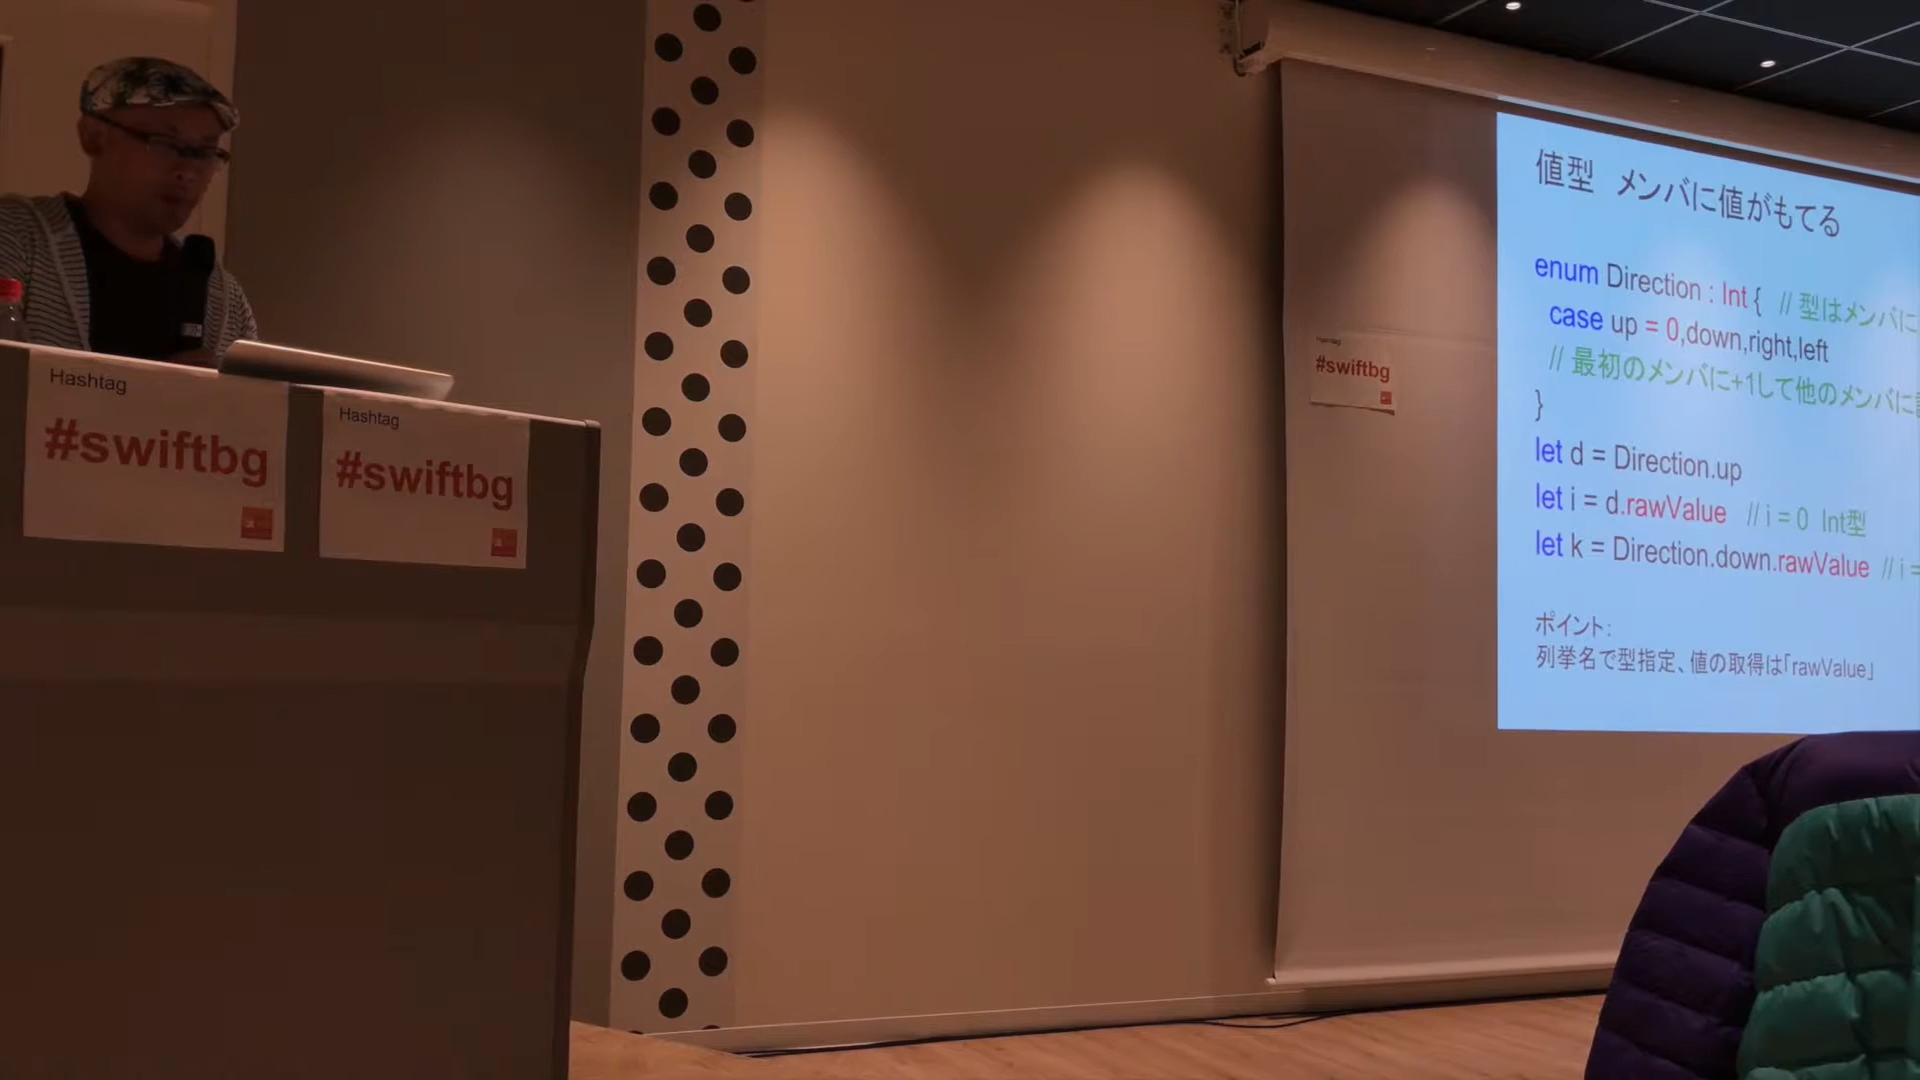 Hashtag
#swiftbg
Hashtag
#swiftbg
Hashtag
#swiftbg
値型 メンバに値がもてる
enum Direction : Int { // 型はメンバに
case up = 0,down,right,left
// 最初のメンバに+1して他のメンバに
}
let d = Direction.up
let i = d.rawValue // i = 0 Int型
let k = Direction.down.rawValue // i =
ポイント:
列挙名で型指定、値の取得は「rawValue」